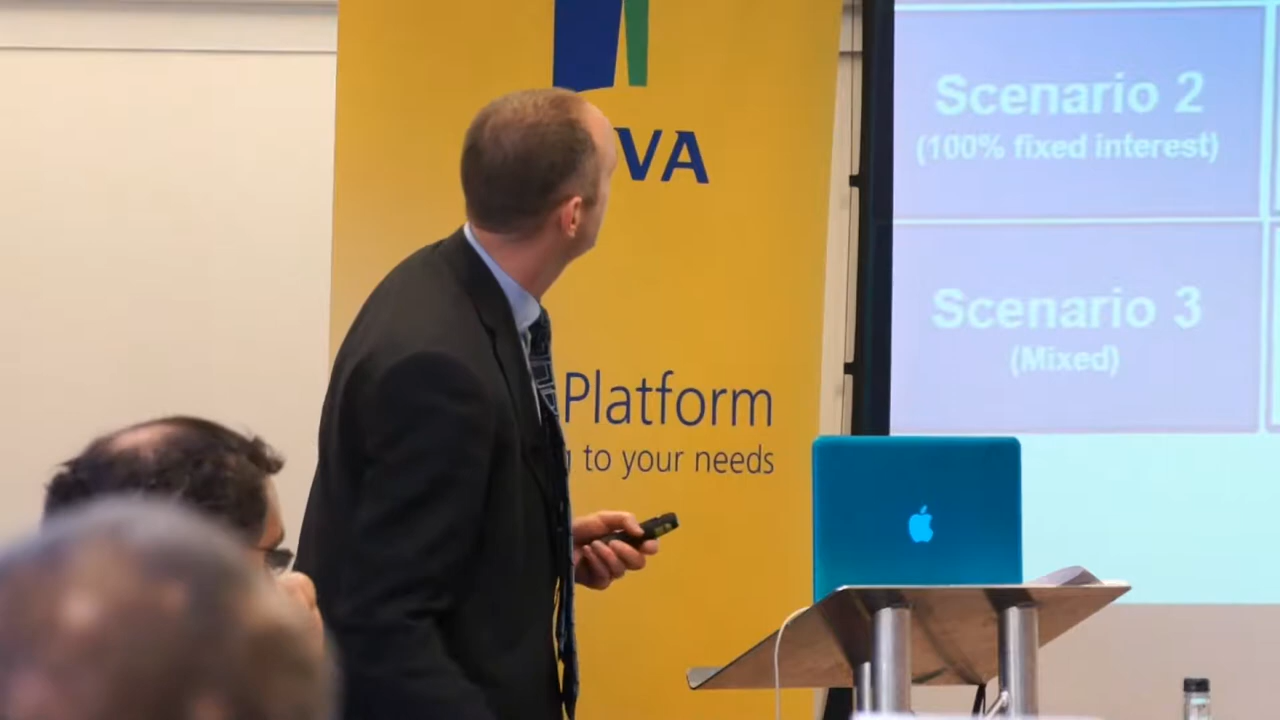 VA
Platform
to your needs
Scenario 2
(100% fixed interest)
Scenario 3
(Mixed)